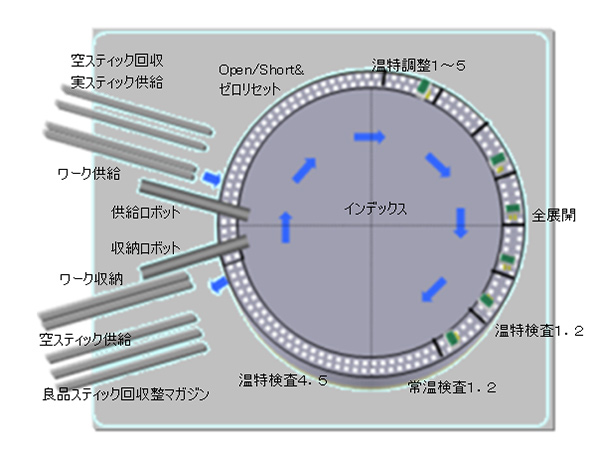 空スティック回収
実スティック供給
Open/Short&
ゼロリセット
温特調整1～5
ワーク供給
供給ロボット
インデックス
全展開
収納ロボット
ワーク収納
空スティック供給
温特検査1．2
温特検査4．5
常温検査1．2
良品スティック回収整マガジン